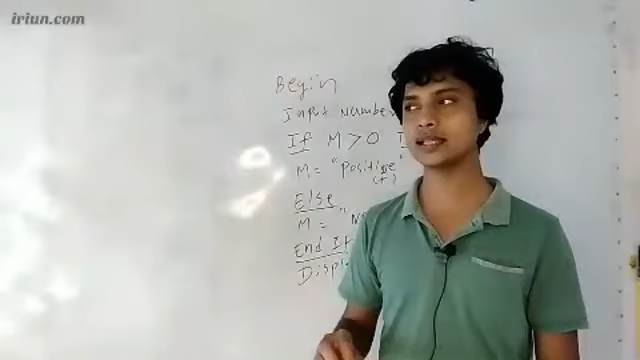 iriun.com
Begin
Input Number
If M > 0
M = "Positive"
(+)
Else
M = "
End If
Displ